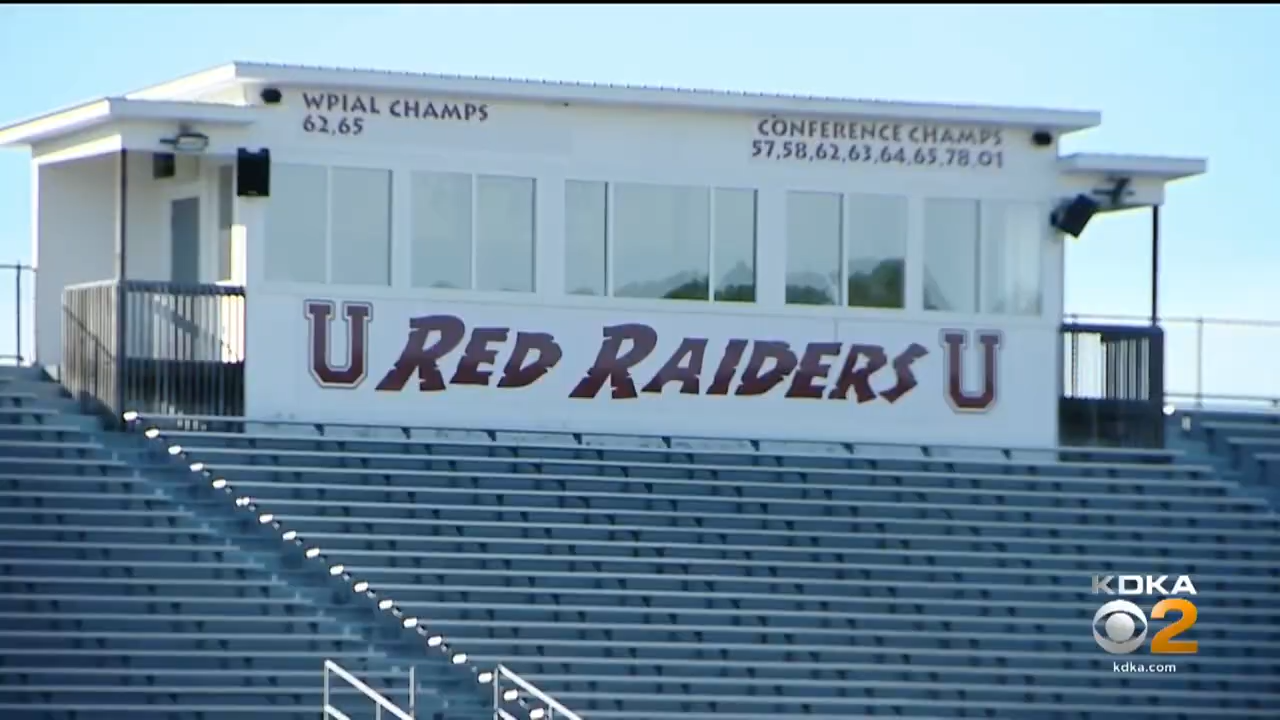 WPIAL CHAMPS
62,65
CONFERENCE CHAMPS
57,58,62,63,64,65,78,01
U RED RAIDERS U
KDKA
2
kdka.com